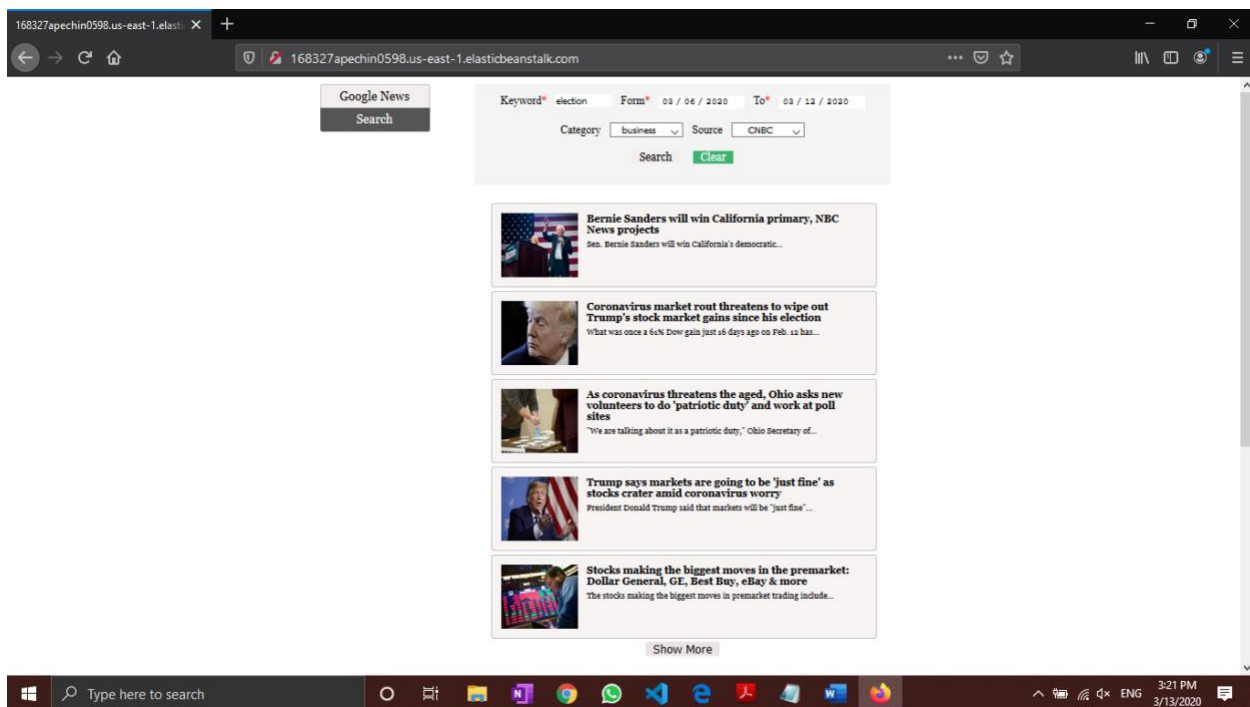 168327apechin0598.us-east-1.elasti
168327apechin0598.us-east-1.elasticbeanstalk.com
Google News
Search
Keyword* election Form* 03 / 06 / 2020 To* 03 / 12 / 2020
Category business Source CNBC
Search Clear
Bernie Sanders will win California primary, NBC
News projects
Sen. Bernie Sanders will win California's democratic...
Coronavirus market rout threatens to wipe out
Trump's stock market gains since his election
What was once a 61% Dow gain just 16 days ago on Feb. 12 has...
As coronavirus threatens the aged, Ohio asks new
volunteers to do 'patriotic duty' and work at poll
sites
"We are talking about it as a patriotic duty," Ohio Secretary of...
Trump says markets are going to be 'just fine' as
stocks crater amid coronavirus worry
President Donald Trump said that markets will be "just fine"...
Stocks making the biggest moves in the premarket:
Dollar General, GE, Best Buy, eBay & more
The stocks making the biggest moves in premarket trading include...
Show More
Type here to search
ENG
3:21 PM
3/13/2020